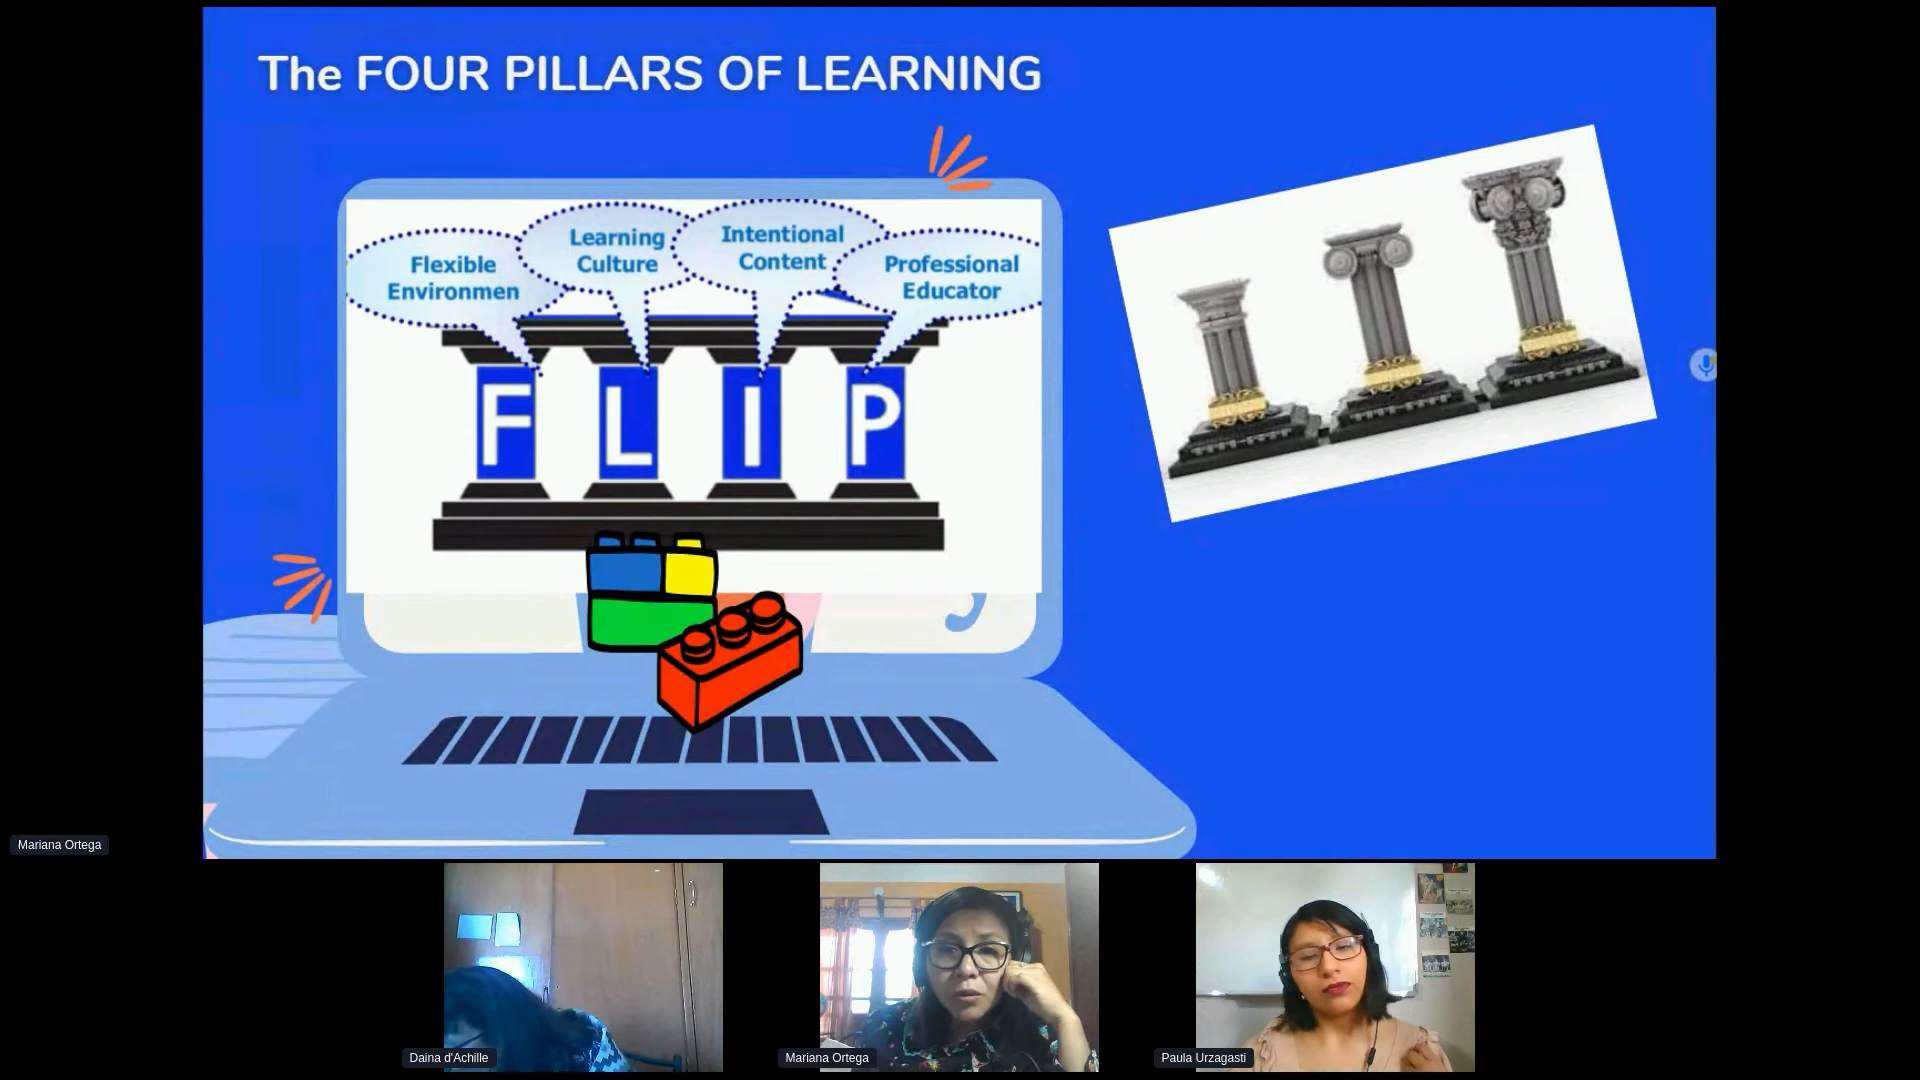 The FOUR PILLARS OF LEARNING
Flexible
Environmen
Learning
Culture
Intentional
Content
Professional
Educator
F L I P
Mariana Ortega
Daina d'Achille
Mariana Ortega
Paula Urzagasti